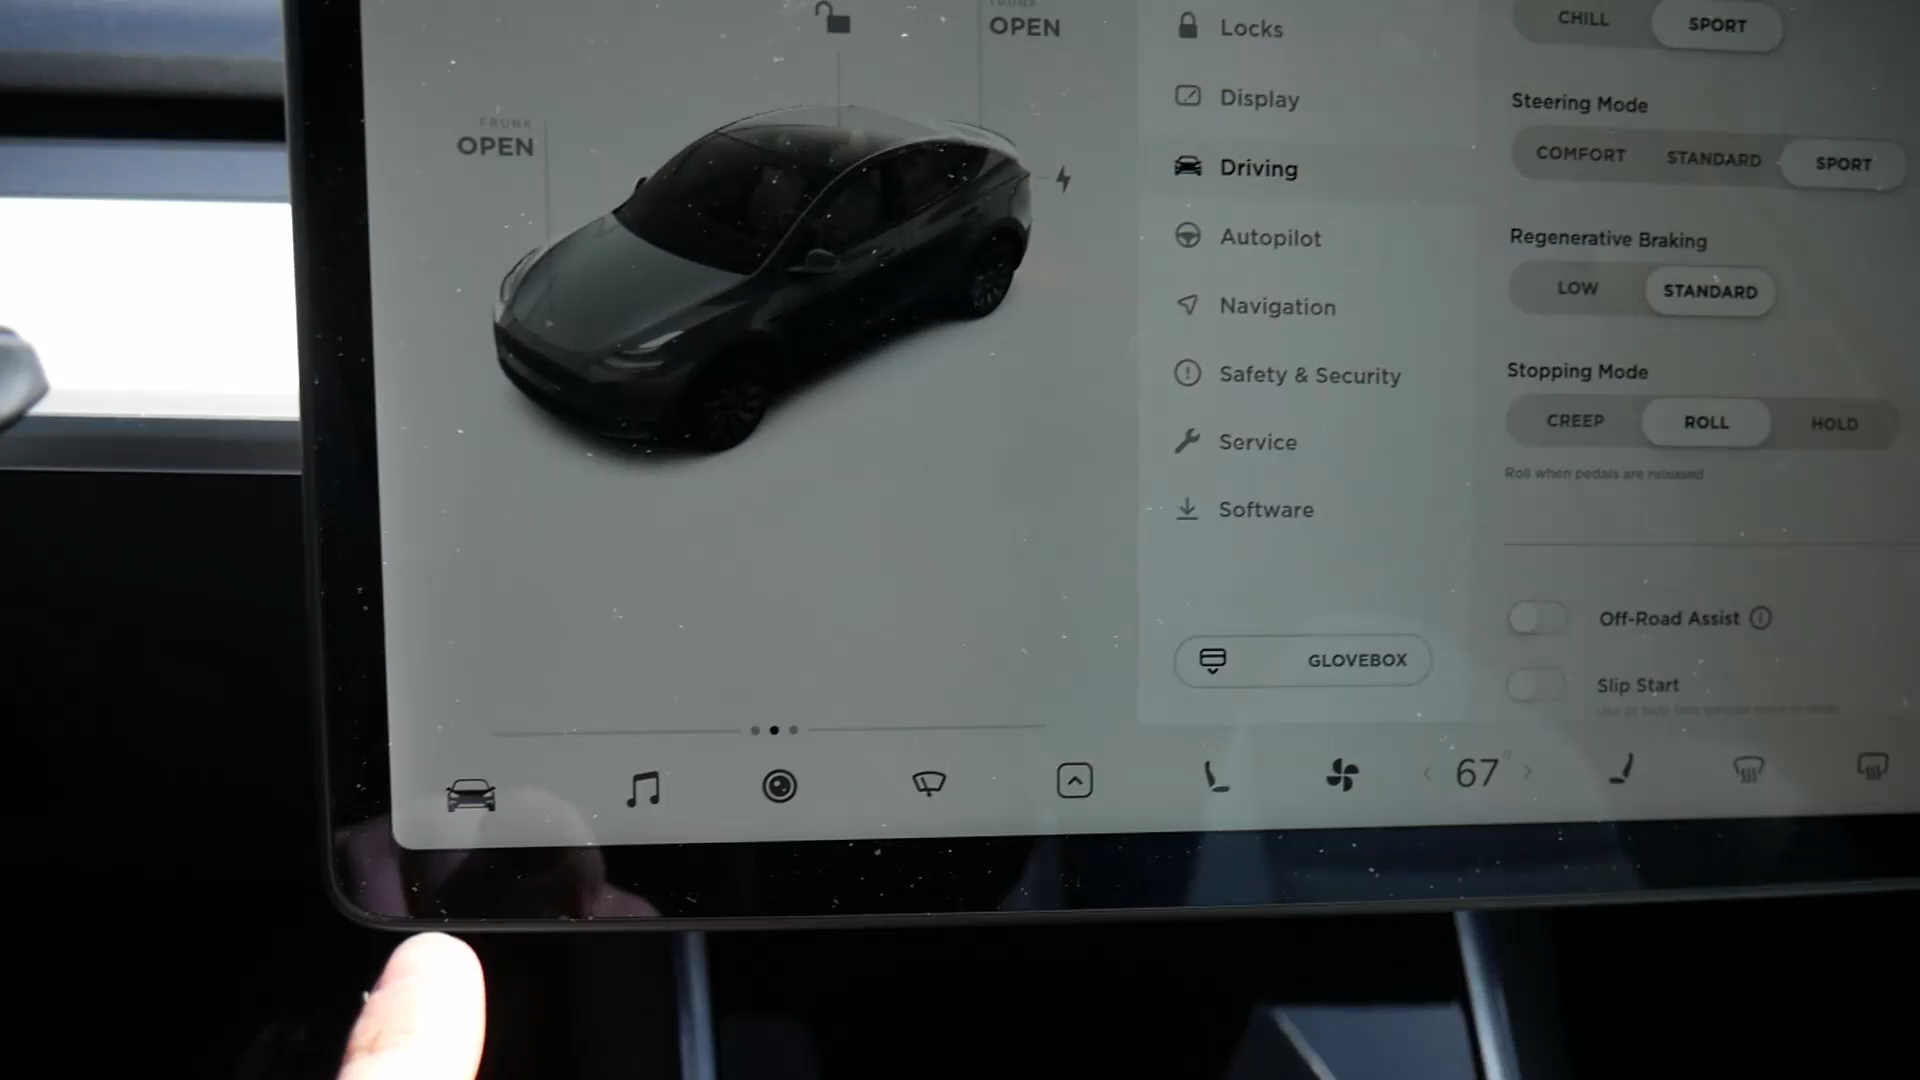 TRUNK
OPEN
FRUNK
OPEN
Locks
Display
Driving
Autopilot
Navigation
Safety & Security
Service
Software
GLOVEBOX
CHILL
SPORT
Steering Mode
COMFORT
STANDARD
SPORT
Regenerative Braking
LOW
STANDARD
Stopping Mode
CREEP
ROLL
HOLD
Roll when pedals are released
Off-Road Assist
Slip Start
67°